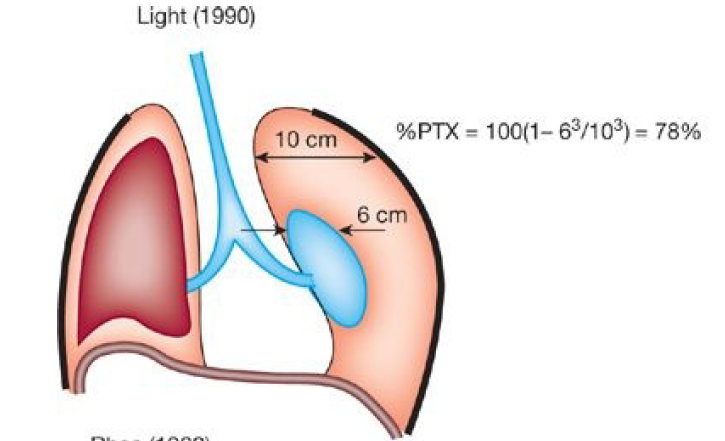 Light (1990)
10 cm
%PTX = 100(1– 6³/10³) = 78%
6 cm